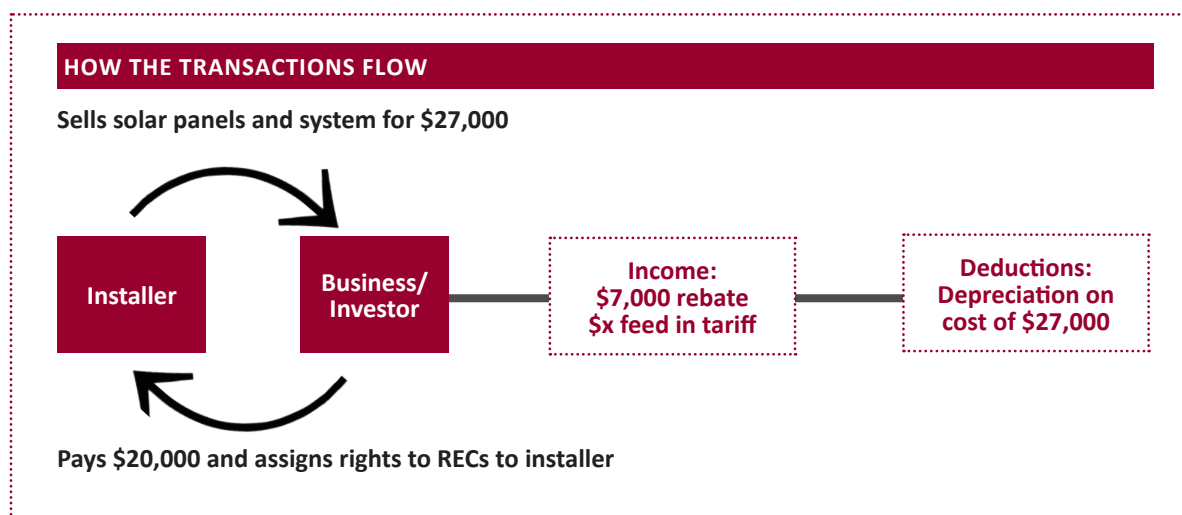 HOW THE TRANSACTIONS FLOW
Sells solar panels and system for $27,000
Installer
Business/
Investor
Income:
$7,000 rebate
$x feed in tariff
Deductions:
Depreciation on
cost of $27,000
Pays $20,000 and assigns rights to RECs to installer